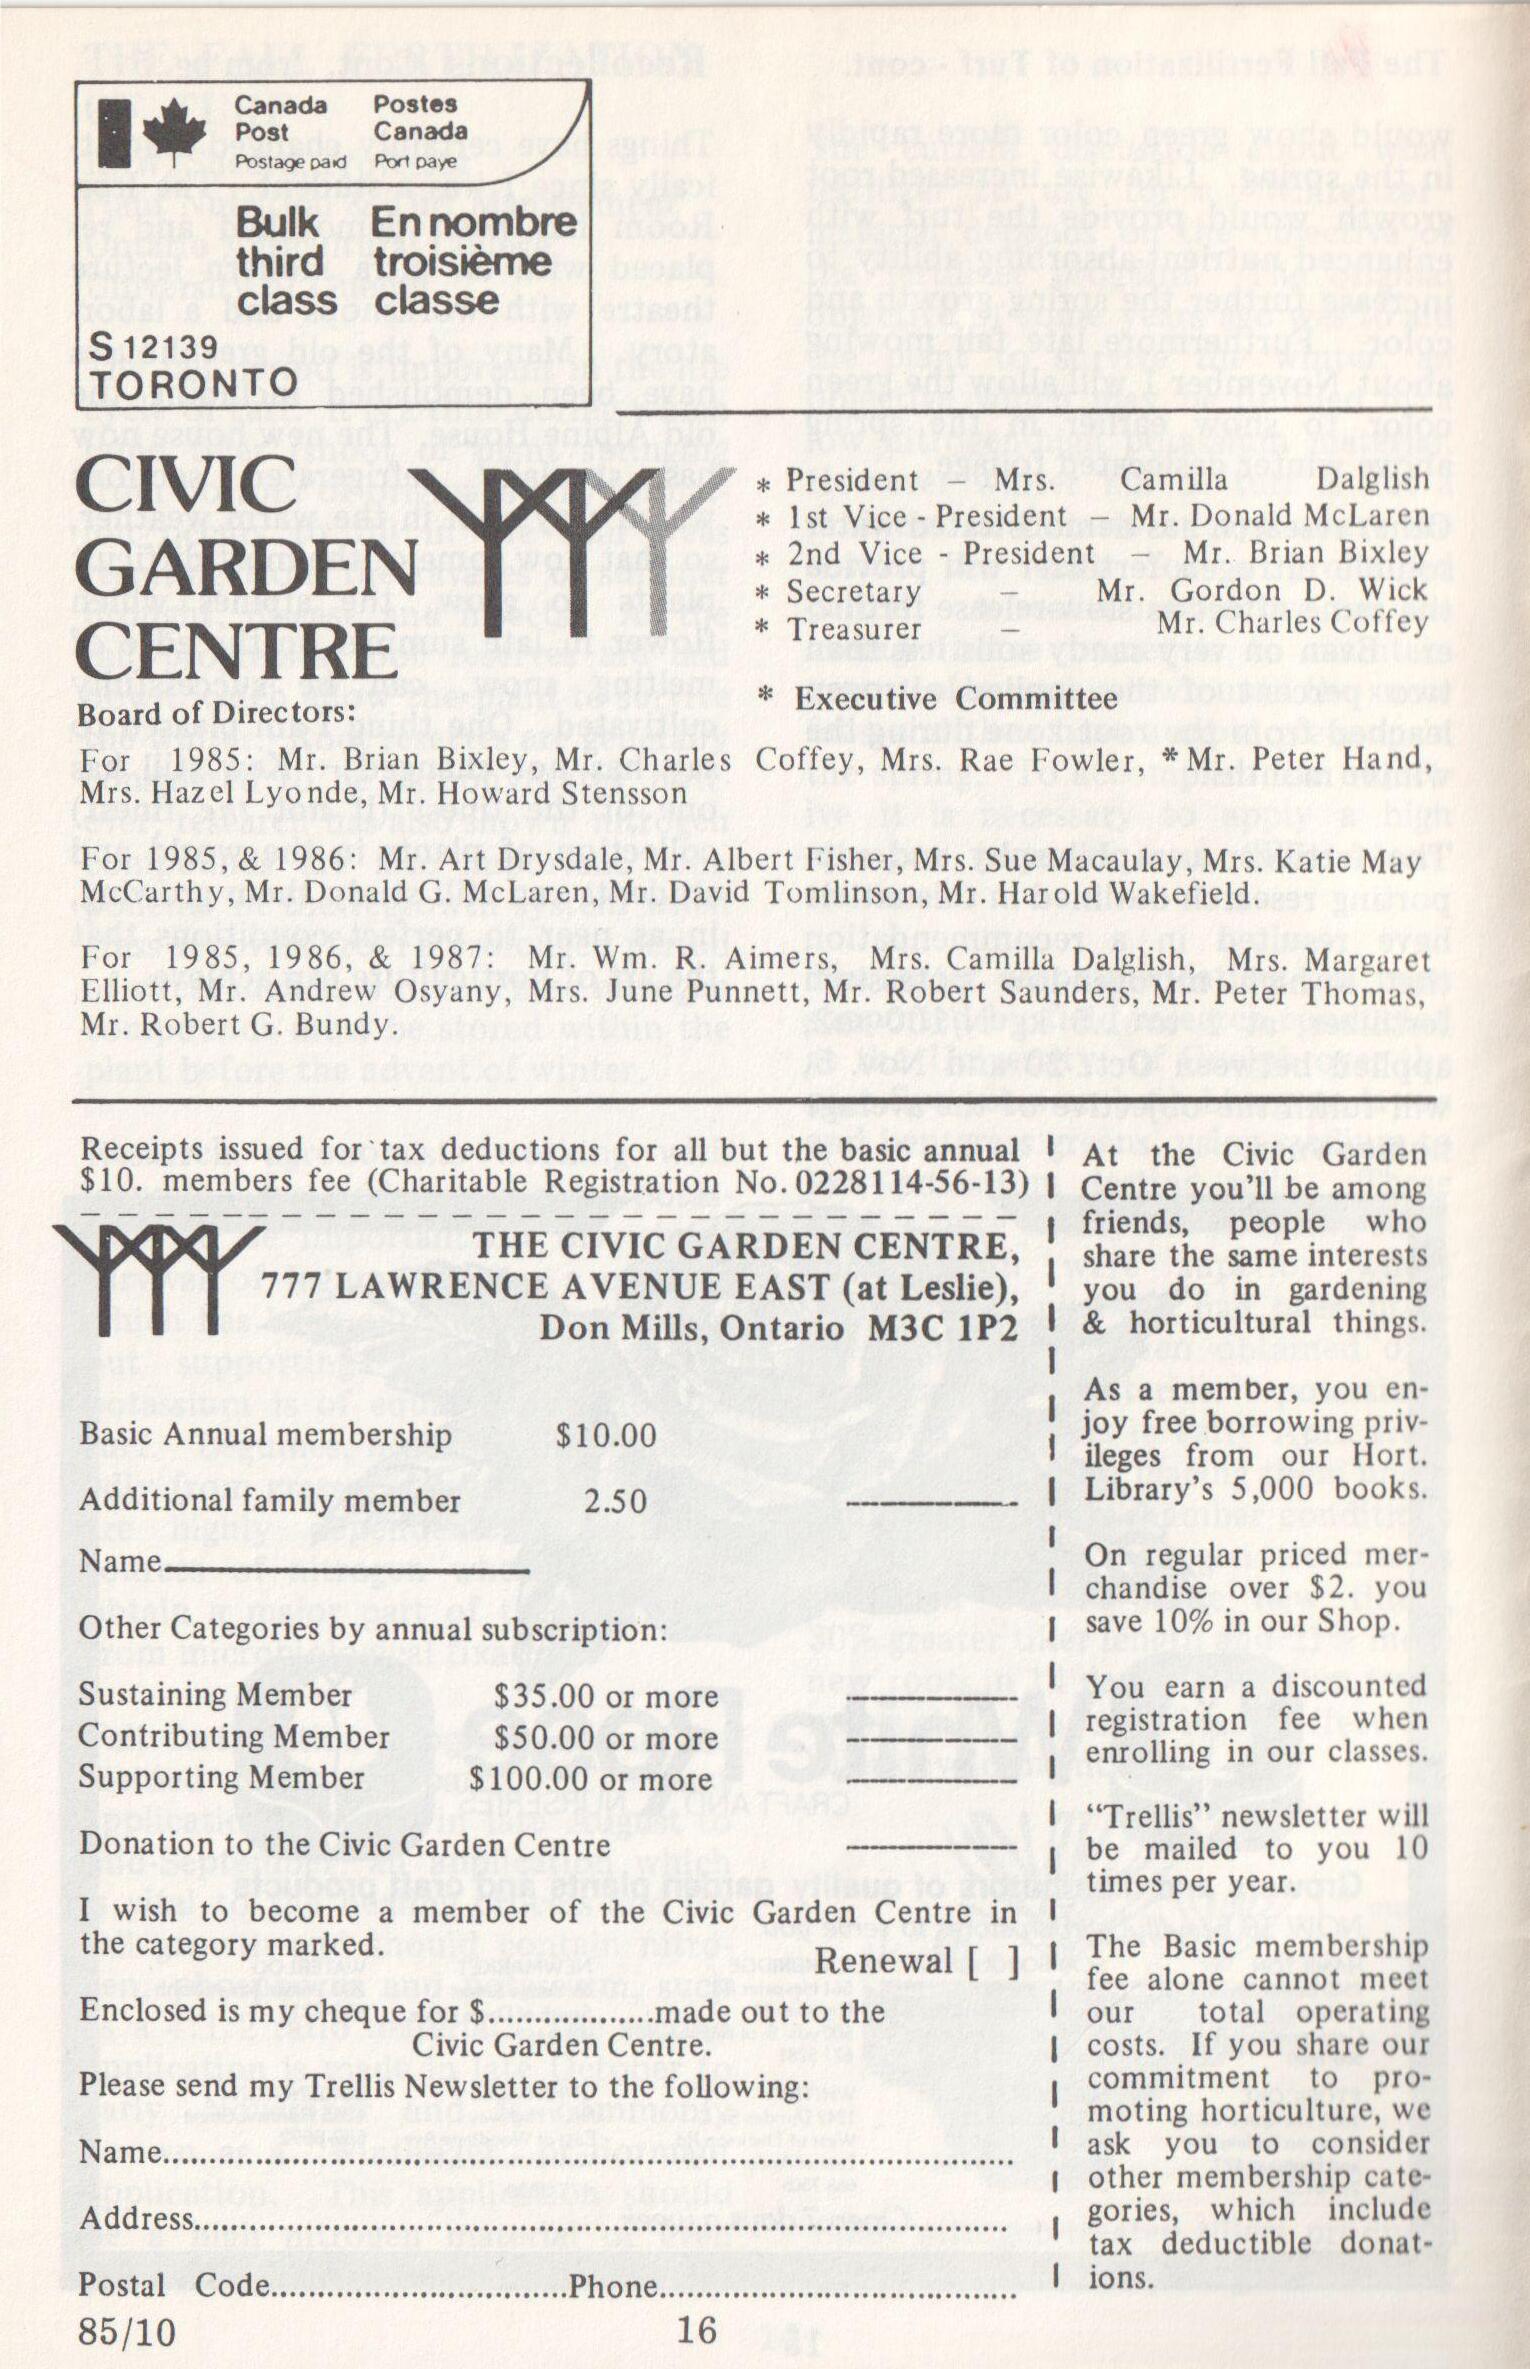 Canada Postes
Post Canada
Postage paid Port paye
Bulk En nombre
third troisième
class classe
S 12139
TORONTO
CIVIC
GARDEN
CENTRE
* President – Mrs. Camilla Dalglish
* 1st Vice - President – Mr. Donald McLaren
* 2nd Vice - President – Mr. Brian Bixley
* Secretary – Mr. Gordon D. Wick
* Treasurer – Mr. Charles Coffey
* Executive Committee
Board of Directors:
For 1985: Mr. Brian Bixley, Mr. Charles Coffey, Mrs. Rae Fowler, * Mr. Peter Hand,
Mrs. Hazel Lyonde, Mr. Howard Stensson
For 1985, & 1986: Mr. Art Drysdale, Mr. Albert Fisher, Mrs. Sue Macaulay, Mrs. Katie May
McCarthy, Mr. Donald G. McLaren, Mr. David Tomlinson, Mr. Harold Wakefield.
For 1985, 1986, & 1987: Mr. Wm. R. Aimers, Mrs. Camilla Dalglish, Mrs. Margaret
Elliott, Mr. Andrew Osyany, Mrs. June Punnett, Mr. Robert Saunders, Mr. Peter Thomas,
Mr. Robert G. Bundy.
Receipts issued for tax deductions for all but the basic annual
$10. members fee (Charitable Registration No. 0228114-56-13)
THE CIVIC GARDEN CENTRE,
777 LAWRENCE AVENUE EAST (at Leslie),
Don Mills, Ontario M3C 1P2
Basic Annual membership $10.00
Additional family member 2.50 __________
Name____________________
Other Categories by annual subscription:
Sustaining Member $35.00 or more __________
Contributing Member $50.00 or more __________
Supporting Member $100.00 or more __________
Donation to the Civic Garden Centre __________
I wish to become a member of the Civic Garden Centre in
the category marked.
Renewal [ ]
Enclosed is my cheque for $..................made out to the
Civic Garden Centre.
Please send my Trellis Newsletter to the following:
Name..........................................................................................
Address.......................................................................................
Postal Code................................Phone......................................
At the Civic Garden
Centre you'll be among
friends, people who
share the same interests
you do in gardening
& horticultural things.
As a member, you en-
joy free borrowing priv-
ileges from our Hort.
Library's 5,000 books.
On regular priced mer-
chandise over $2. you
save 10% in our Shop.
You earn a discounted
registration fee when
enrolling in our classes.
“Trellis” newsletter will
be mailed to you 10
times per year.
The Basic membership
fee alone cannot meet
our total operating
costs. If you share our
commitment to pro-
moting horticulture, we
ask you to consider
other membership cate-
gories, which include
tax deductible donat-
ions.
85/10 16